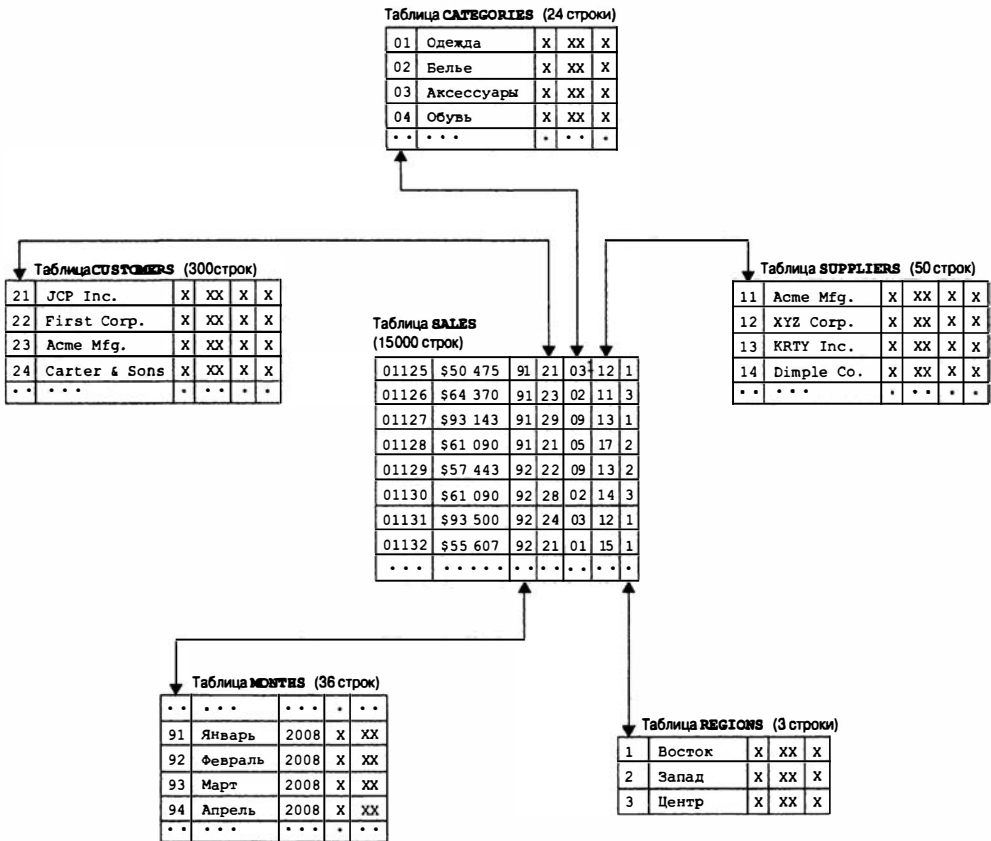 Таблица CATEGORIES (24 строки)
01 Одежда X XX X
02 Белье X XX X
03 Аксессуары X XX X
04 Обувь X XX X
.. ... . .. .
Таблица CUSTOMERS (300строк)
21 JCP Inc. X XX X X
22 First Corp. X XX X X
23 Acme Mfg. X XX X X
24 Carter & Sons X XX X X
.. ... . .. . .
Таблица SUPPLIERS (50 строк)
11 Acme Mfg. X XX X X
12 XYZ Corp. X XX X X
13 KRTY Inc. X XX X X
14 Dimple Co. X XX X X
.. ... . .. . .
Таблица SALES
(15000 строк)
01125 $50 475 91 21 03 12 1
01126 $64 370 91 23 02 11 3
01127 $93 143 91 29 09 13 1
01128 $61 090 91 21 05 17 2
01129 $57 443 92 22 09 13 2
01130 $61 090 92 28 02 14 3
01131 $93 500 92 24 03 12 1
01132 $55 607 92 21 01 15 1
... ..... .. .. .. .. .
Таблица MONTHS (36 строк)
.. ... ... . ..
91 Январь 2008 X XX
92 Февраль 2008 X XX
93 Март 2008 X XX
94 Апрель 2008 X XX
.. ... ... . ..
Таблица REGIONS (3 строки)
1 Восток X XX X
2 Запад X XX X
3 Центр X XX X